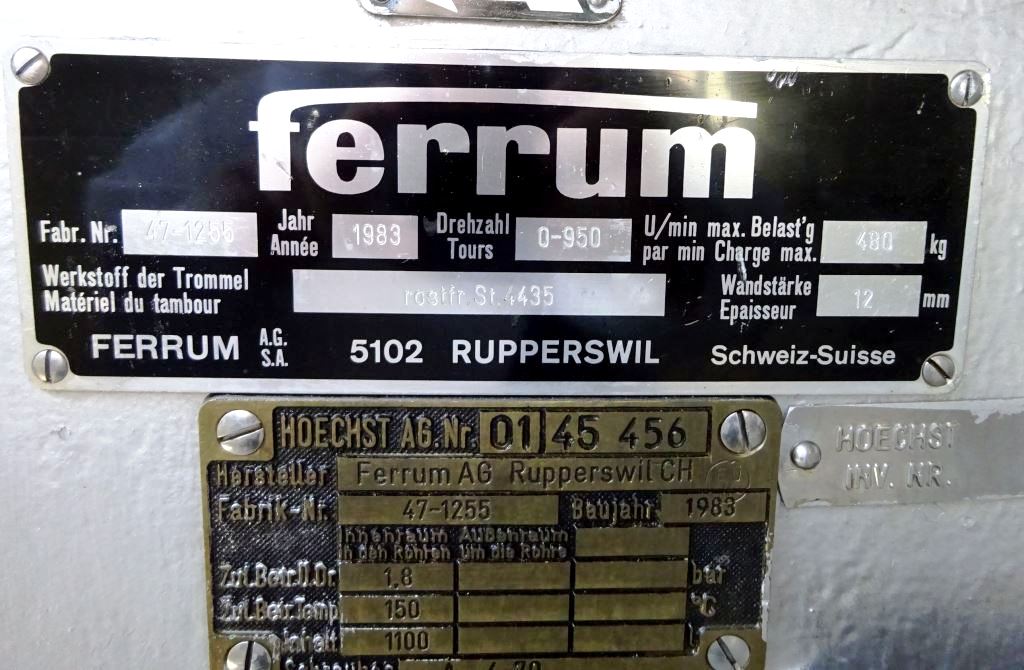 ferrum
Fabr. Nr. 47-1255 Jahr Année 1983 Drehzahl Tours 0-950 U/min max. Belast'g par min Charge max. 480 kg
Werkstoff der Trommel Matériel du tambour rostfr. St. 4435 Wandstärke Epaisseur 12 mm
FERRUM A.G. S.A. 5102 RUPPERSWIL Schweiz-Suisse
HOECHST AG. Nr. 01 45 456
Hersteller Ferrum AG Rupperswil CH
Fabrik-Nr. 47-1255 Baujahr 1983
Innenraum Außenraum
in den Rohren um die Rohre
Zul. Betr. Ü. Dr. 1,8 bar
Zul. Betr. Temp. 150 °C
Inhalt 1100 l
Schrauben
HOECHST
INV. NR.